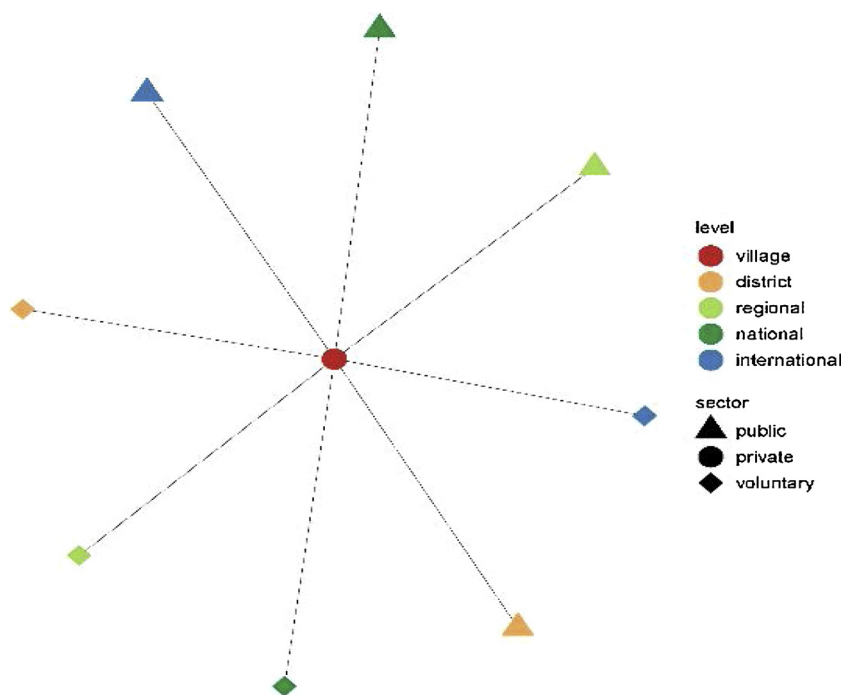 level
village
district
regional
national
international
sector
public
private
voluntary